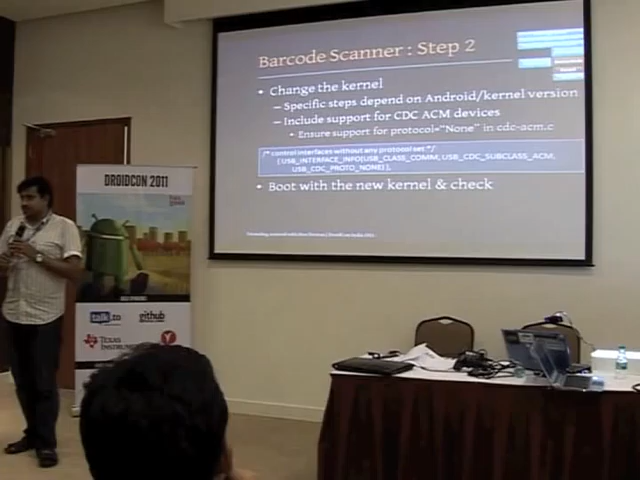 Barcode Scanner : Step 2
• Change the kernel
– Specific steps depend on Android/kernel version
– Include support for CDC ACM devices
• Ensure support for protocol="None" in cdc-acm.c
/* control interfaces without any protocol set */
{ USB_INTERFACE_INFO(USB_CLASS_COMM, USB_CDC_SUBCLASS_ACM,
USB_CDC_PROTO_NONE) },
• Boot with the new kernel & check
DROIDCON 2011
talk.to
github
TEXAS